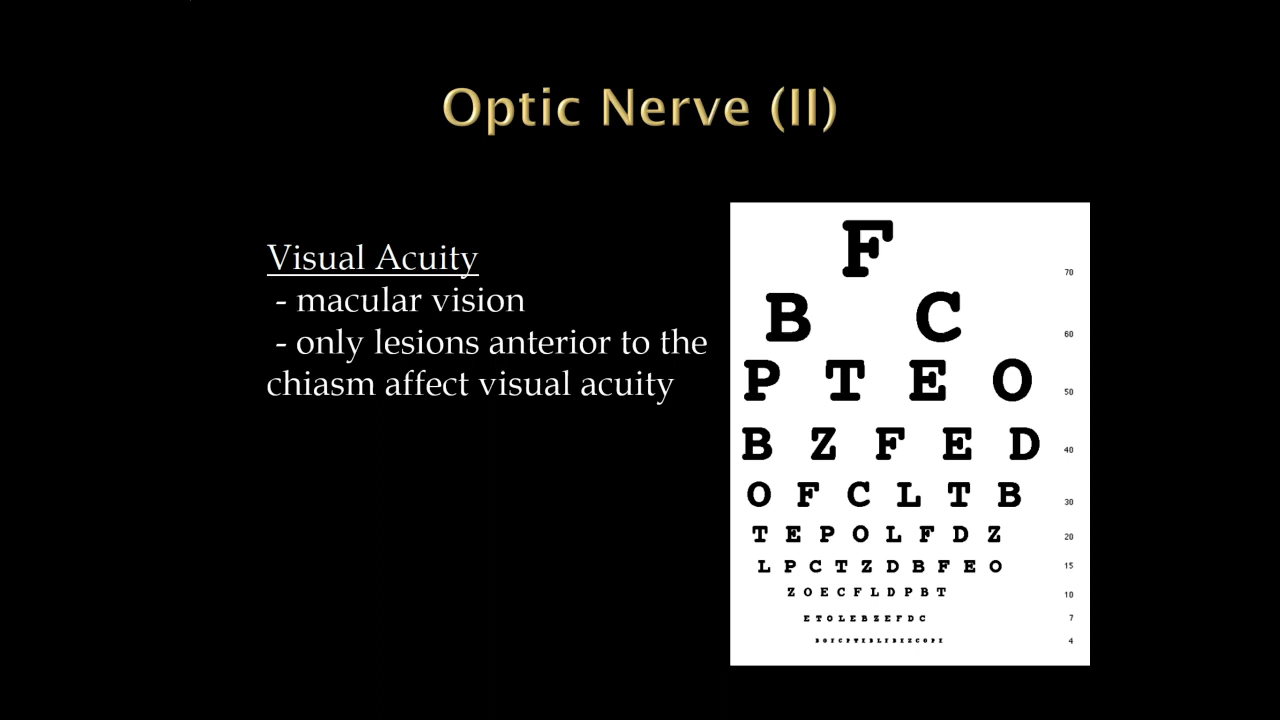 Optic Nerve (II)
Visual Acuity
- macular vision
- only lesions anterior to the
chiasm affect visual acuity
F
70
B C
60
P T E O
50
B Z F E D
40
O F C L T B
30
T E P O L F D Z
20
L P C T Z D B F E O
15
Z O E C F L D P B T
10
E T O L E B Z E F D C
7
4